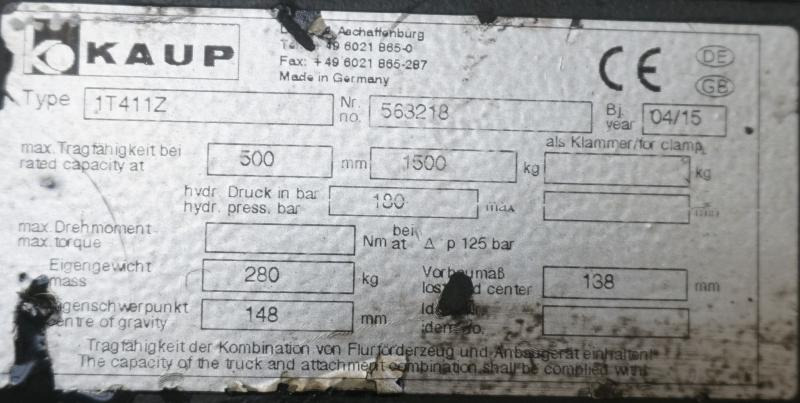 KAUP
Aschaffenburg
49 6021 865-0
Fax: +49 6021 865-287
Made in Germany
CE
DE
GB
Type 1T411Z
Nr. no. 563218
Bj. year 04/15
max. Tragfähigkeit bei
rated capacity at 500 mm 1500 kg
als Klammer/for clamp
kg
hydr. Druck in bar
hydr. press. bar max
mm
max. Drehmoment
max. torque Nm bei at Δ p 125 bar
Eigengewicht
mass 280 kg
lost center 138 mm
centre of gravity 148 mm
Tragfähigkeit der Kombination von Flurförderzeug und Anbaugerät einhalten!
The capacity of the truck and attachment combination shall be complied with!